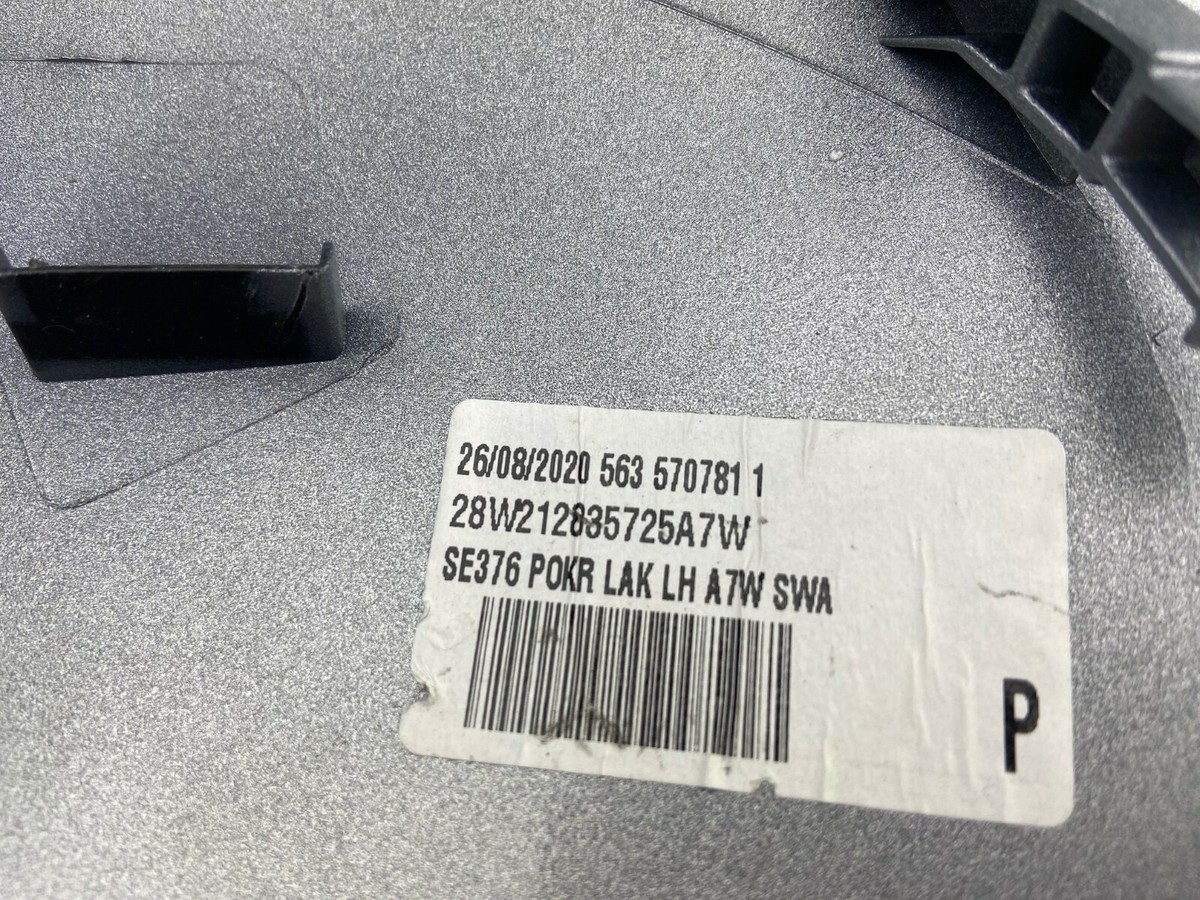 26/08/2020 563 570781 1
28W212835725A7W
SE376 POKR LAK LH A7W SWA
P